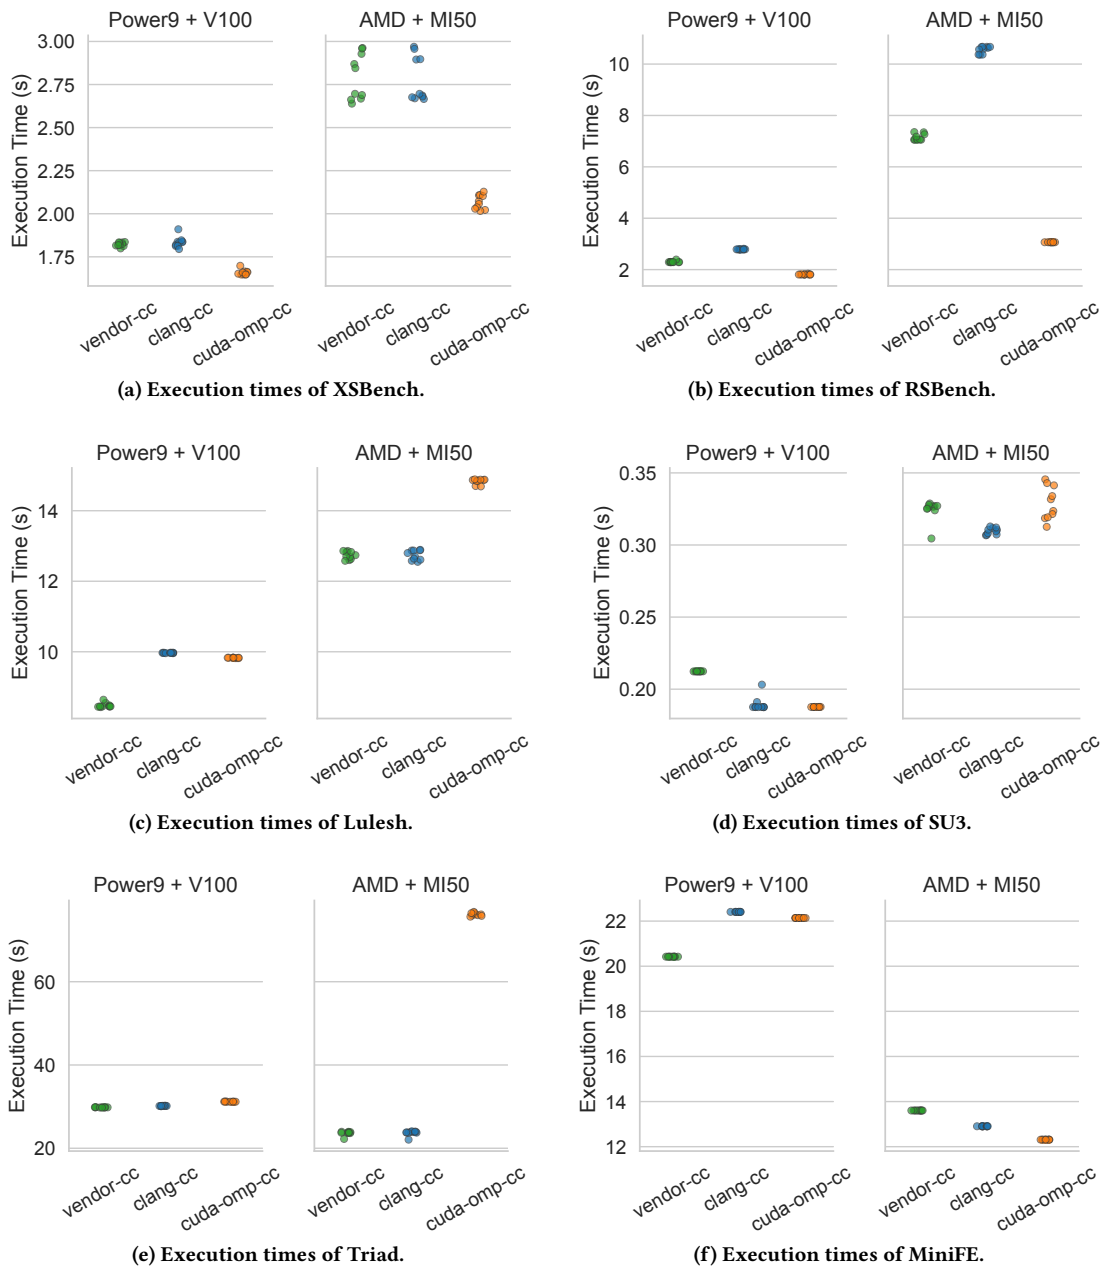 Power9 + V100
AMD + MI50
Execution Time (s)
3.00
2.75
2.50
2.25
2.00
1.75
vendor-cc
clang-cc
cuda-omp-cc
vendor-cc
clang-cc
cuda-omp-cc
(a) Execution times of XSBench.
Power9 + V100
AMD + MI50
Execution Time (s)
10
8
6
4
2
vendor-cc
clang-cc
cuda-omp-cc
vendor-cc
clang-cc
cuda-omp-cc
(b) Execution times of RSBench.
Power9 + V100
AMD + MI50
Execution Time (s)
14
12
10
vendor-cc
clang-cc
cuda-omp-cc
vendor-cc
clang-cc
cuda-omp-cc
(c) Execution times of Lulesh.
Power9 + V100
AMD + MI50
Execution Time (s)
0.35
0.30
0.25
0.20
vendor-cc
clang-cc
cuda-omp-cc
vendor-cc
clang-cc
cuda-omp-cc
(d) Execution times of SU3.
Power9 + V100
AMD + MI50
Execution Time (s)
60
40
20
vendor-cc
clang-cc
cuda-omp-cc
vendor-cc
clang-cc
cuda-omp-cc
(e) Execution times of Triad.
Power9 + V100
AMD + MI50
Execution Time (s)
22
20
18
16
14
12
vendor-cc
clang-cc
cuda-omp-cc
vendor-cc
clang-cc
cuda-omp-cc
(f) Execution times of MiniFE.